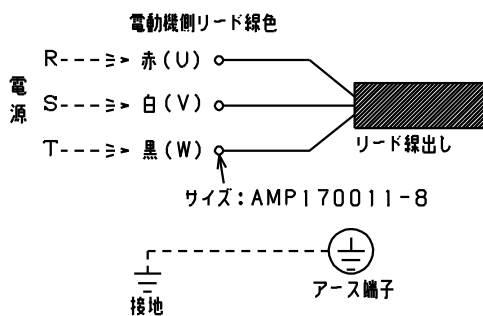 電動機側リード線色
電源
R 赤(U)
S 白(V)
T 黒(W)
リード線出し
サイズ:AMP170011-8
アース端子
接地